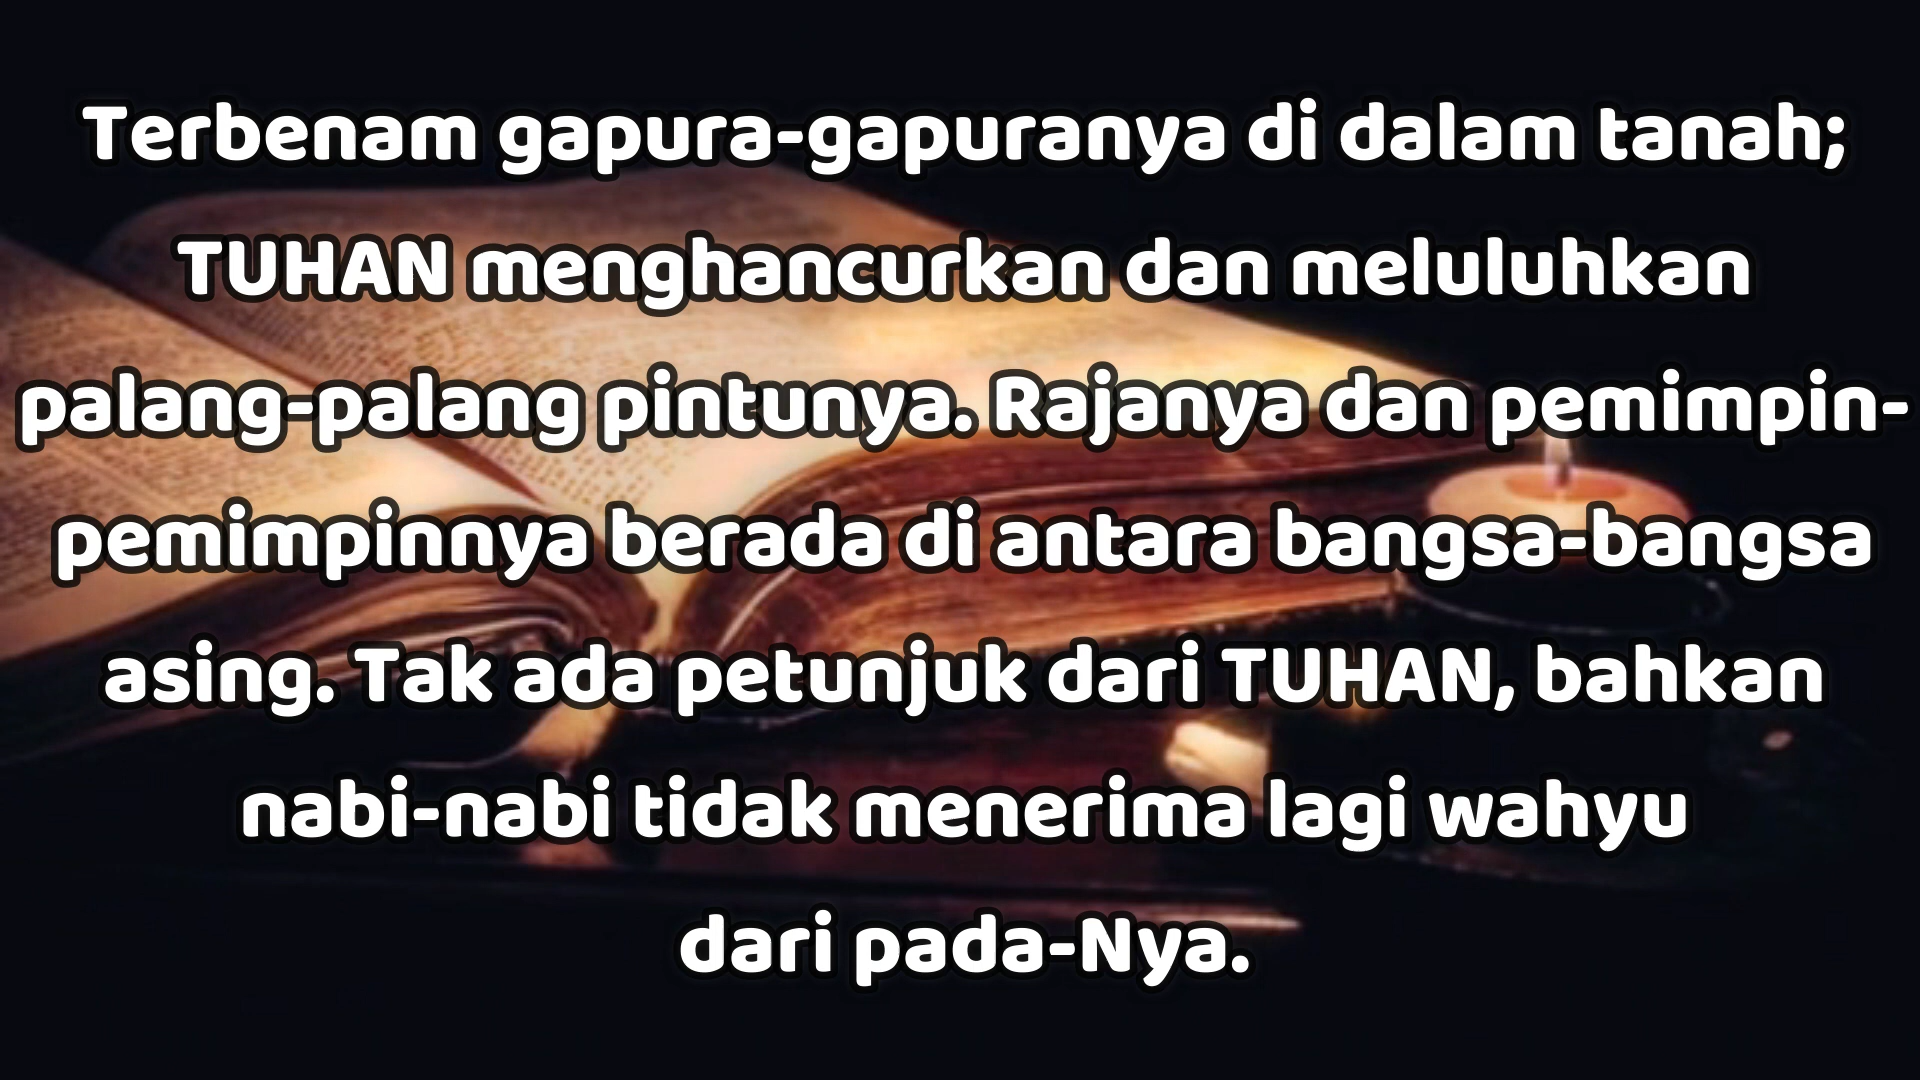 Terbenam gapura-gapuranya di dalam tanah;
TUHAN menghancurkan dan meluluhkan
palang-palang pintunya. Rajanya dan pemimpin-
pemimpinnya berada di antara bangsa-bangsa
asing. Tak ada petunjuk dari TUHAN, bahkan
nabi-nabi tidak menerima lagi wahyu
dari pada-Nya.